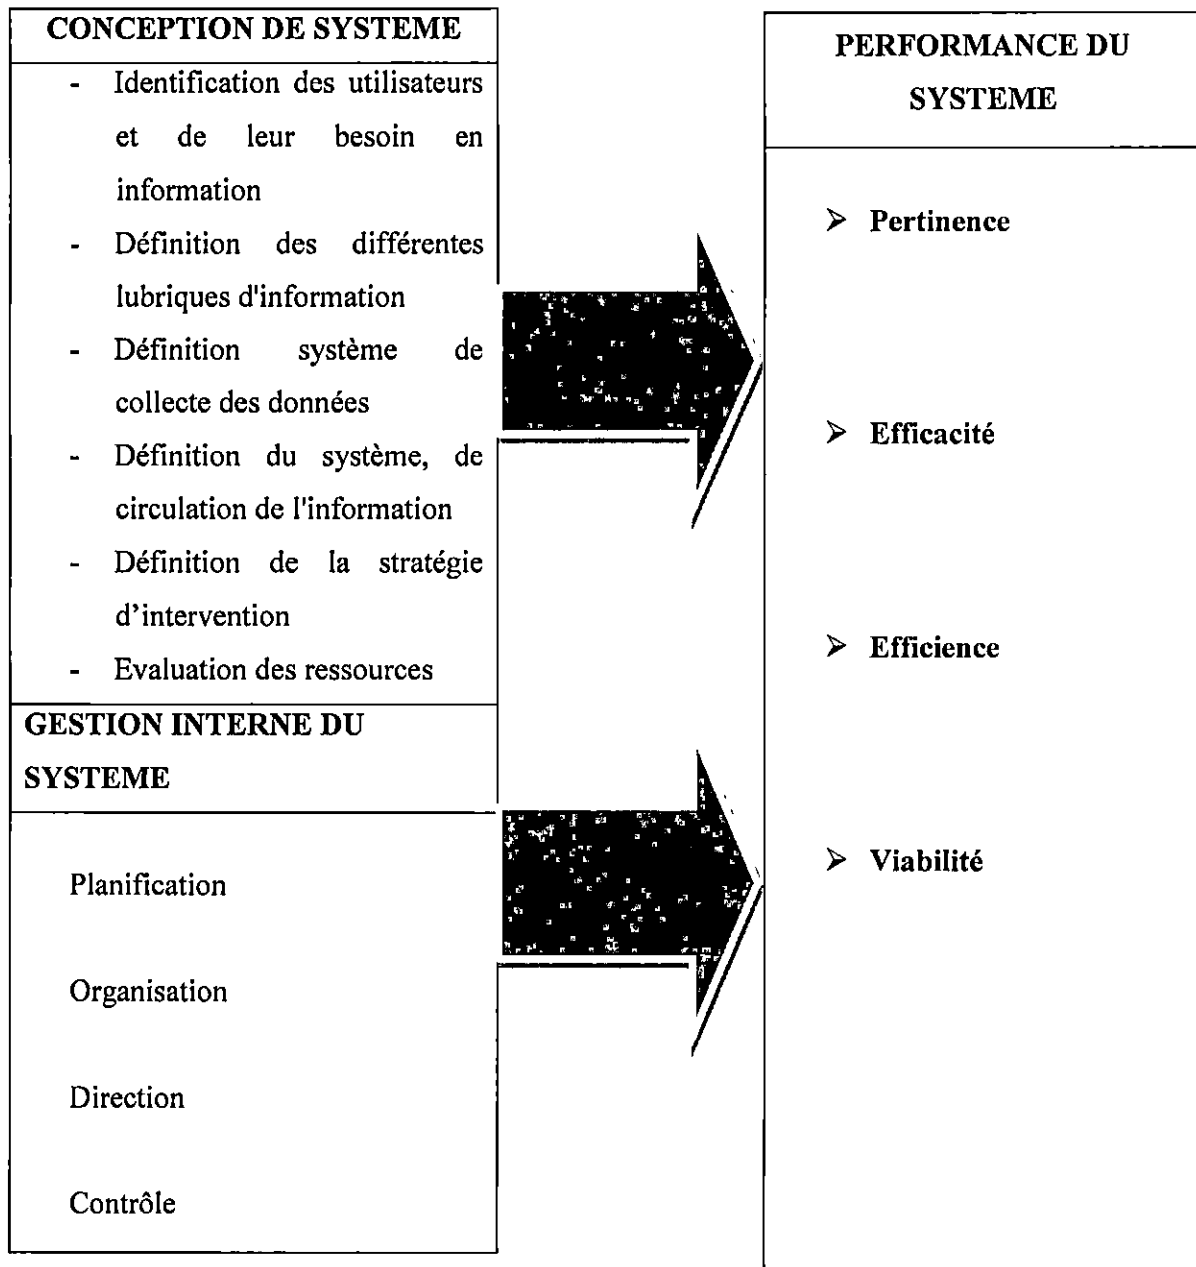 CONCEPTION DE SYSTEME
- Identification des utilisateurs
et de leur besoin en
information
- Définition des différentes
lubriques d'information
- Définition système de
collecte des données
- Définition du système, de
circulation de l'information
- Définition de la stratégie
d'intervention
- Evaluation des ressources
GESTION INTERNE DU
SYSTEME
Planification
Organisation
Direction
Contrôle
PERFORMANCE DU
SYSTEME
➢ Pertinence
➢ Efficacité
➢ Efficience
➢ Viabilité